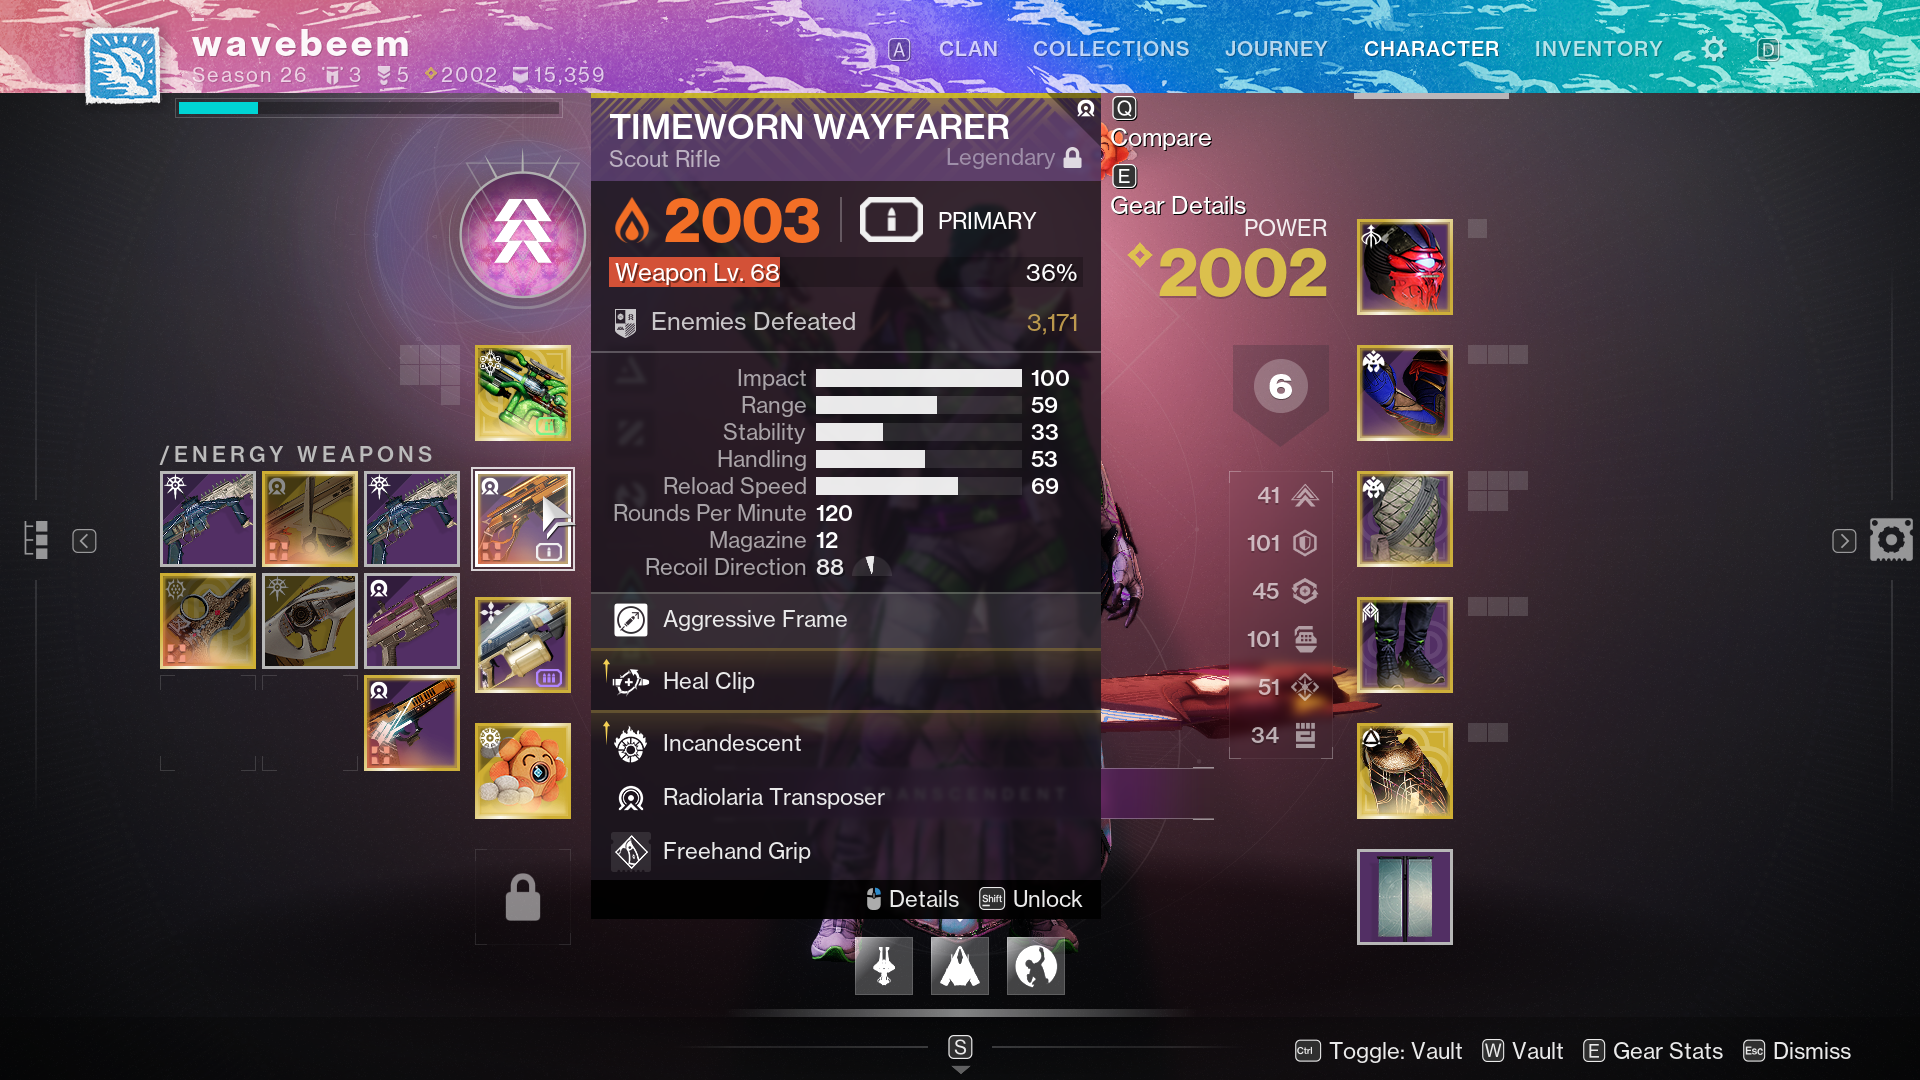 wavebeem
Season 26 3 5 2002 15,359
A CLAN COLLECTIONS JOURNEY CHARACTER INVENTORY D
TIMEWORN WAYFARER
Scout Rifle Legendary
2003 PRIMARY
Weapon Lv. 68 36%
Enemies Defeated 3,171
Impact 100
Range 59
Stability 33
Handling 53
Reload Speed 69
Rounds Per Minute 120
Magazine 12
Recoil Direction 88
Aggressive Frame
Heal Clip
Incandescent
Radiolaria Transposer
Freehand Grip
Details Shift Unlock
Q
Compare
E
Gear Details
POWER
2002
6
41
101
45
101
51
34
/ENERGY WEAPONS
S
Ctrl Toggle: Vault W Vault E Gear Stats Esc Dismiss